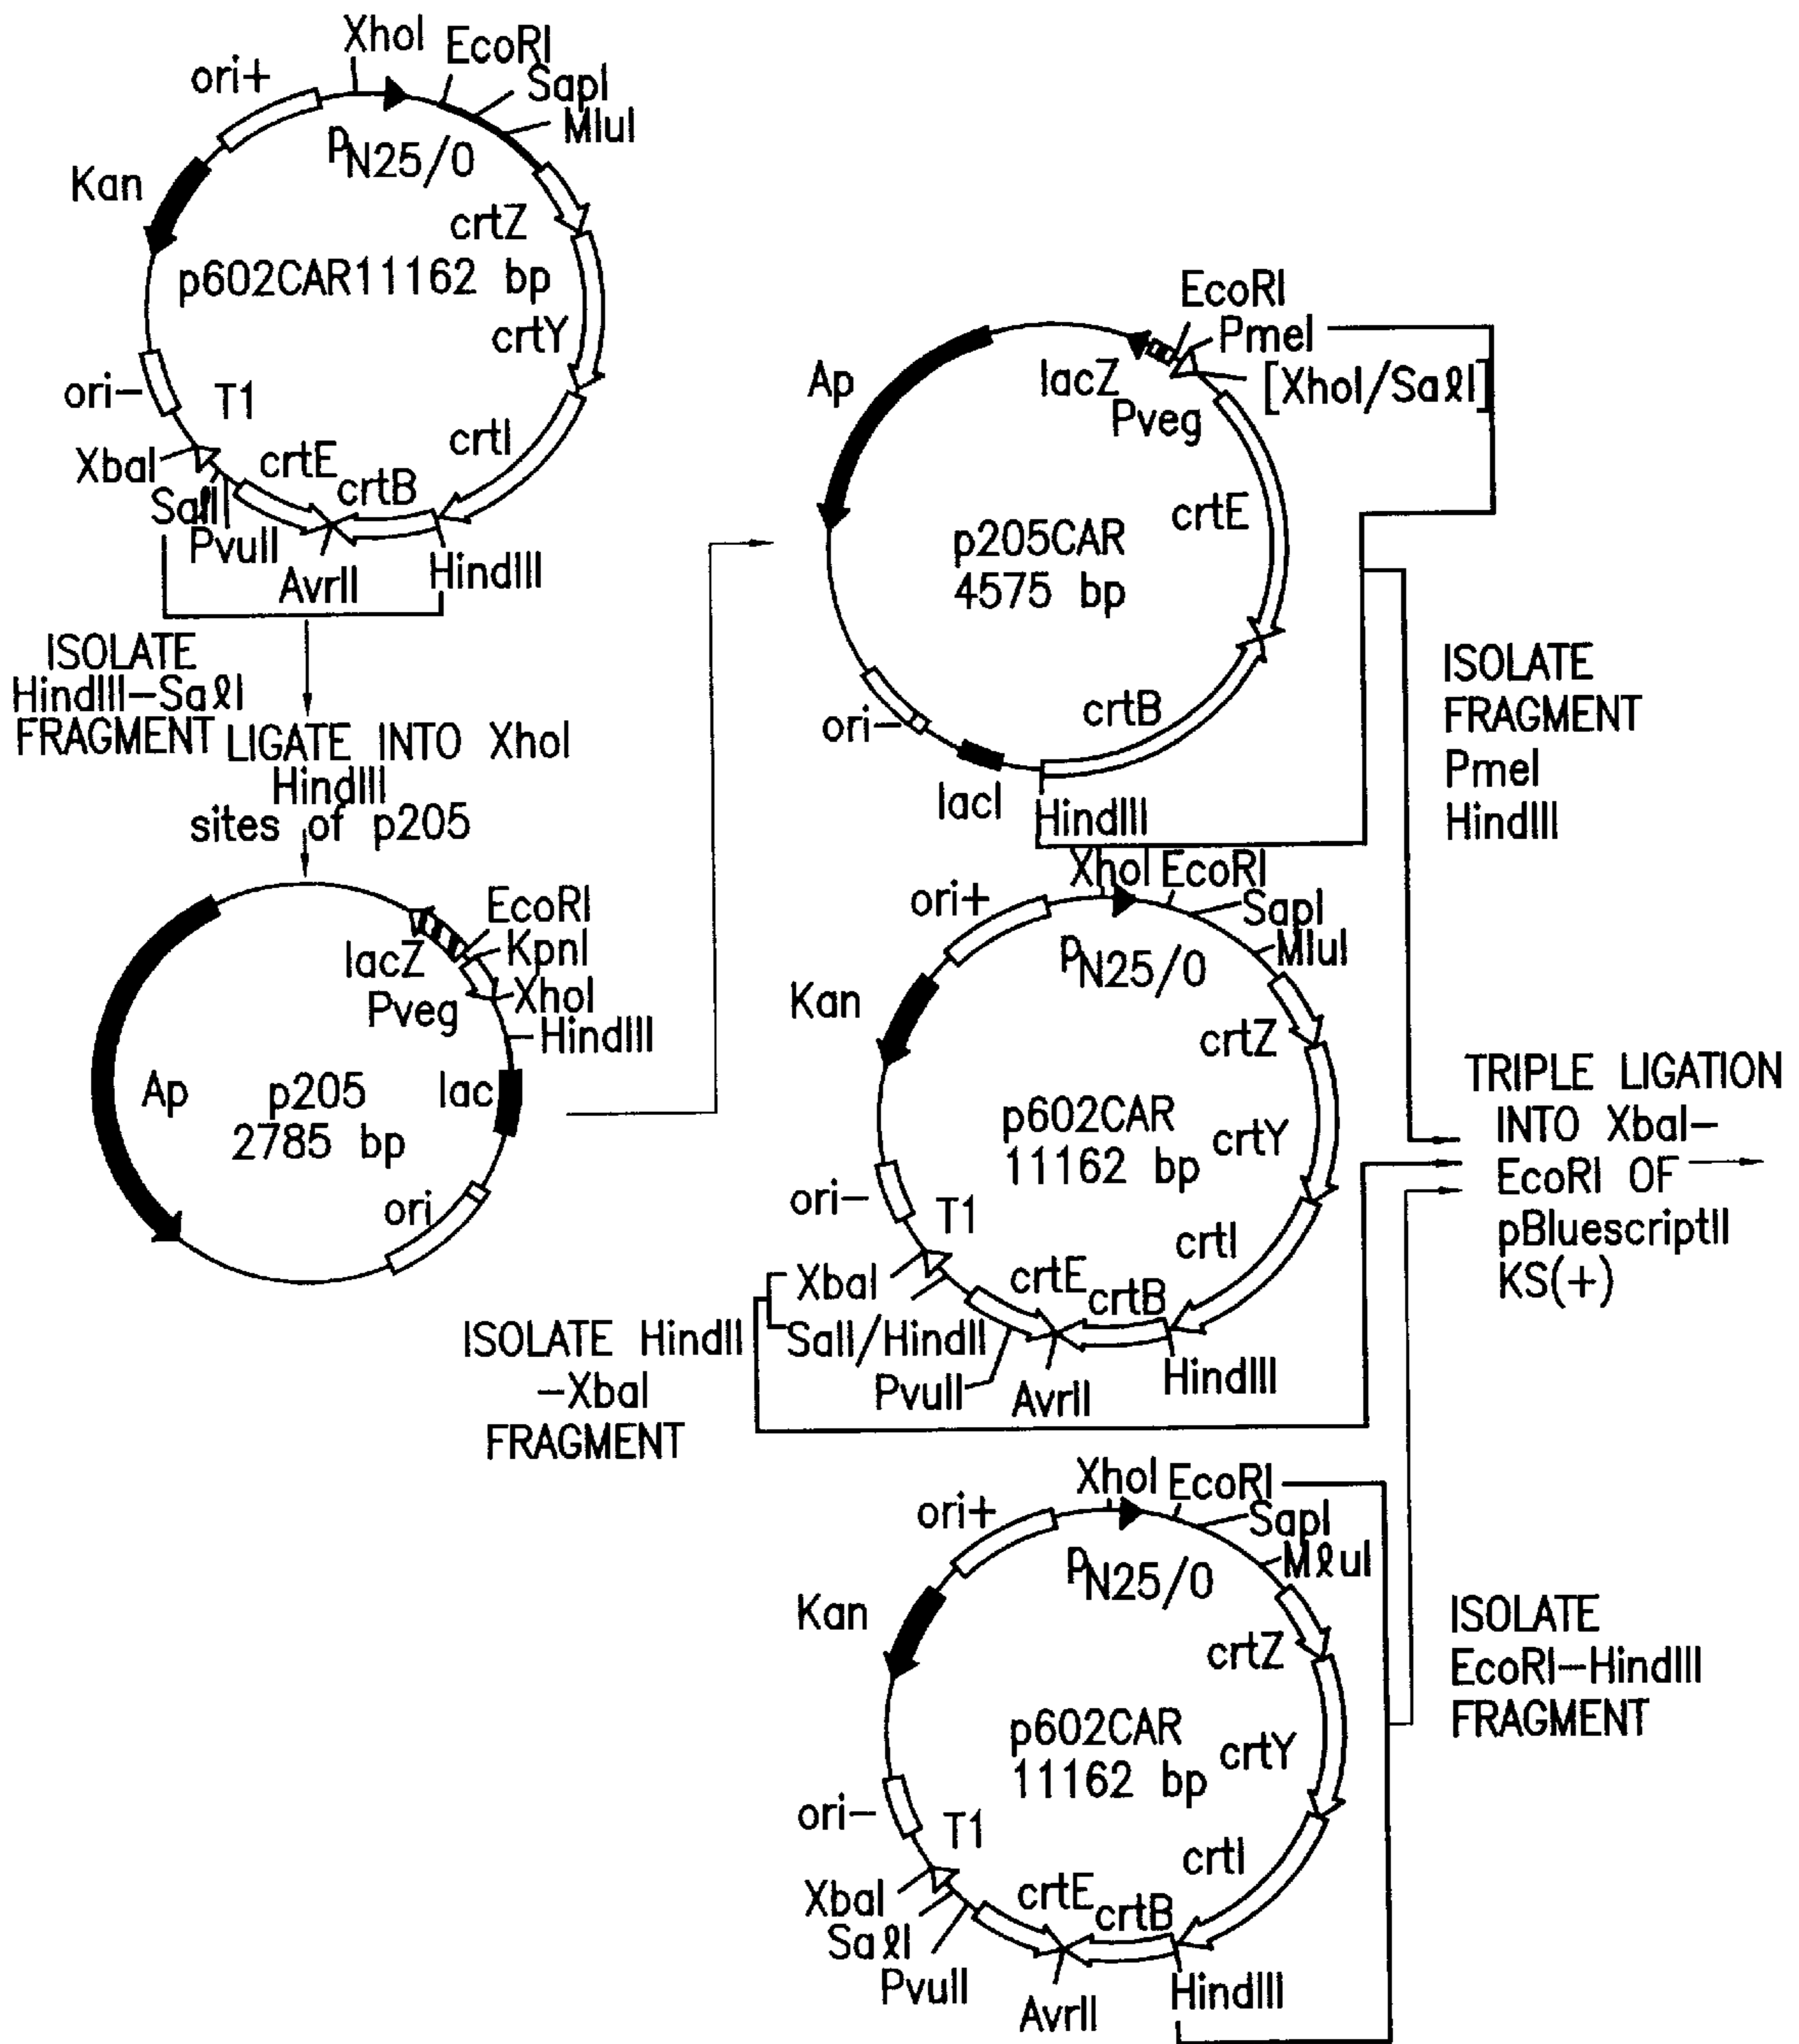 XhoI
EcoRI
SapI
MluI
ori+
PN25/0
Kan
crtZ
p602CAR11162 bp
crtY
ori-
T1
crtI
XbaI
crtE
crtB
SalI
PvuII
AvrII
HindIII
ISOLATE
HindIII-SalI
FRAGMENT
LIGATE INTO XhoI
HindIII
sites of p205
EcoRI
KpnI
lacZ
Pveg
XhoI
HindIII
Ap
p205
2785 bp
lac
ori
EcoRI
PmeI
[XhoI/SalI]
Ap
lacZ
Pveg
crtE
p205CAR
4575 bp
crtB
ori-
lacI
HindIII
ISOLATE
FRAGMENT
PmeI
HindIII
XhoI
EcoRI
SapI
MluI
ori+
PN25/0
Kan
crtZ
p602CAR
11162 bp
crtY
ori-
T1
crtI
XbaI
crtE
crtB
SalI/HindII
PvuII
AvrII
HindIII
ISOLATE HindII
-XbaI
FRAGMENT
TRIPLE LIGATION
INTO XbaI-
EcoRI OF
pBluescriptII
KS(+)
XhoI
EcoRI
SapI
MluI
ori+
PN25/0
Kan
crtZ
p602CAR
11162 bp
crtY
ori-
T1
crtI
XbaI
crtE
crtB
SalI
PvuII
AvrII
HindIII
ISOLATE
EcoRI-HindIII
FRAGMENT